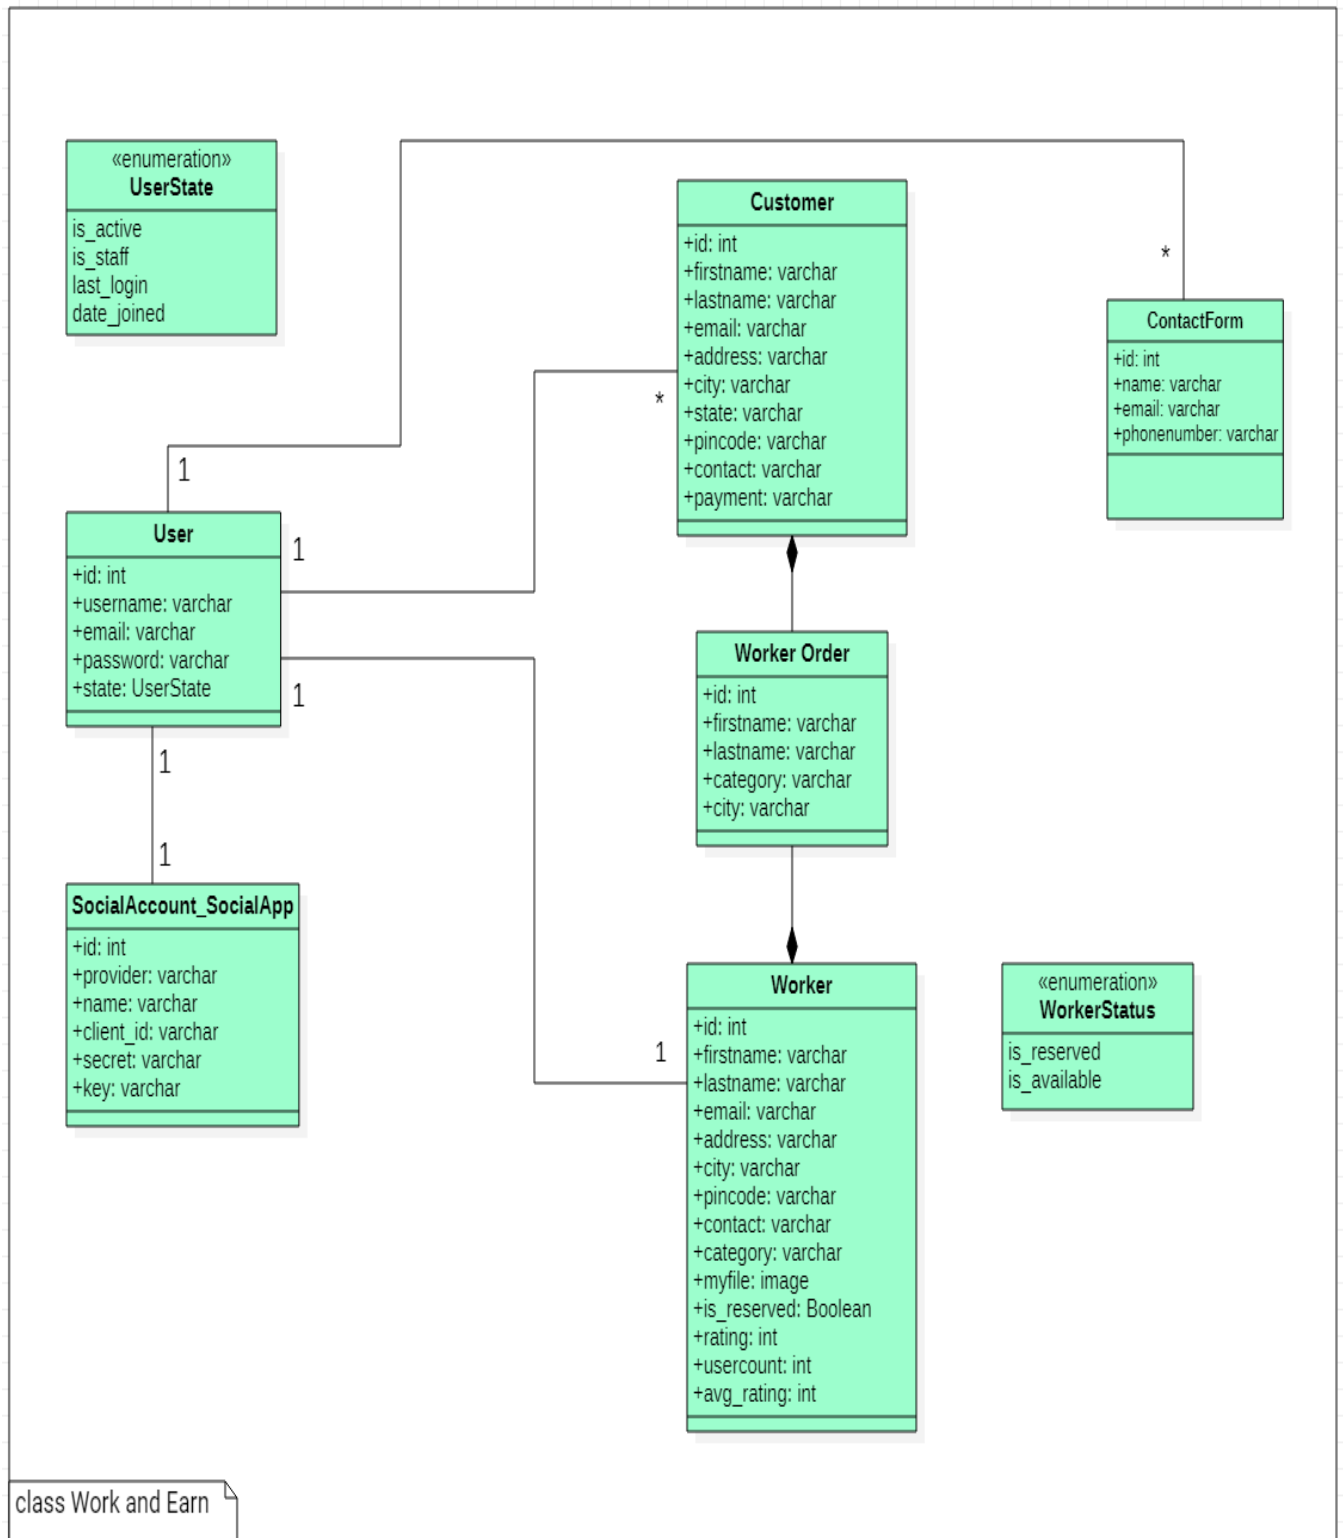 «enumeration»
UserState
is_active
is_staff
last_login
date_joined
Customer
+id: int
+firstname: varchar
+lastname: varchar
+email: varchar
+address: varchar
+city: varchar
+state: varchar
+pincode: varchar
+contact: varchar
+payment: varchar
*
*
ContactForm
+id: int
+name: varchar
+email: varchar
+phonenumber: varchar
1
User
+id: int
+username: varchar
+email: varchar
+password: varchar
+state: UserState
1
1
1
1
Worker Order
+id: int
+firstname: varchar
+lastname: varchar
+category: varchar
+city: varchar
SocialAccount_SocialApp
+id: int
+provider: varchar
+name: varchar
+client_id: varchar
+secret: varchar
+key: varchar
1
Worker
+id: int
+firstname: varchar
+lastname: varchar
+email: varchar
+address: varchar
+city: varchar
+pincode: varchar
+contact: varchar
+category: varchar
+myfile: image
+is_reserved: Boolean
+rating: int
+usercount: int
+avg_rating: int
«enumeration»
WorkerStatus
is_reserved
is_available
class Work and Earn